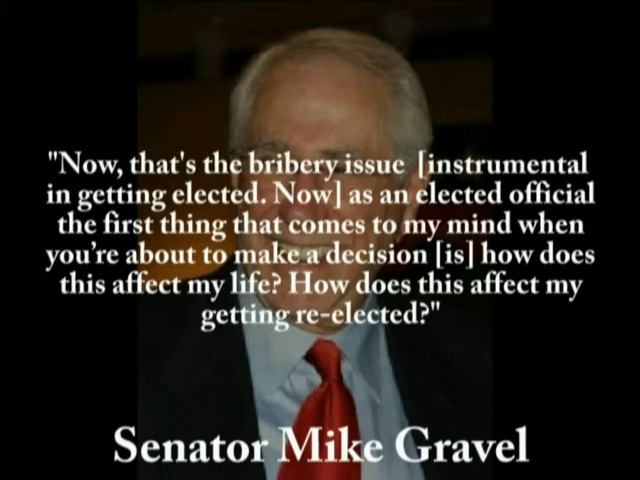 "Now, that's the bribery issue [instrumental
in getting elected. Now] as an elected official
the first thing that comes to my mind when
you're about to make a decision [is] how does
this affect my life? How does this affect my
getting re-elected?"
Senator Mike Gravel